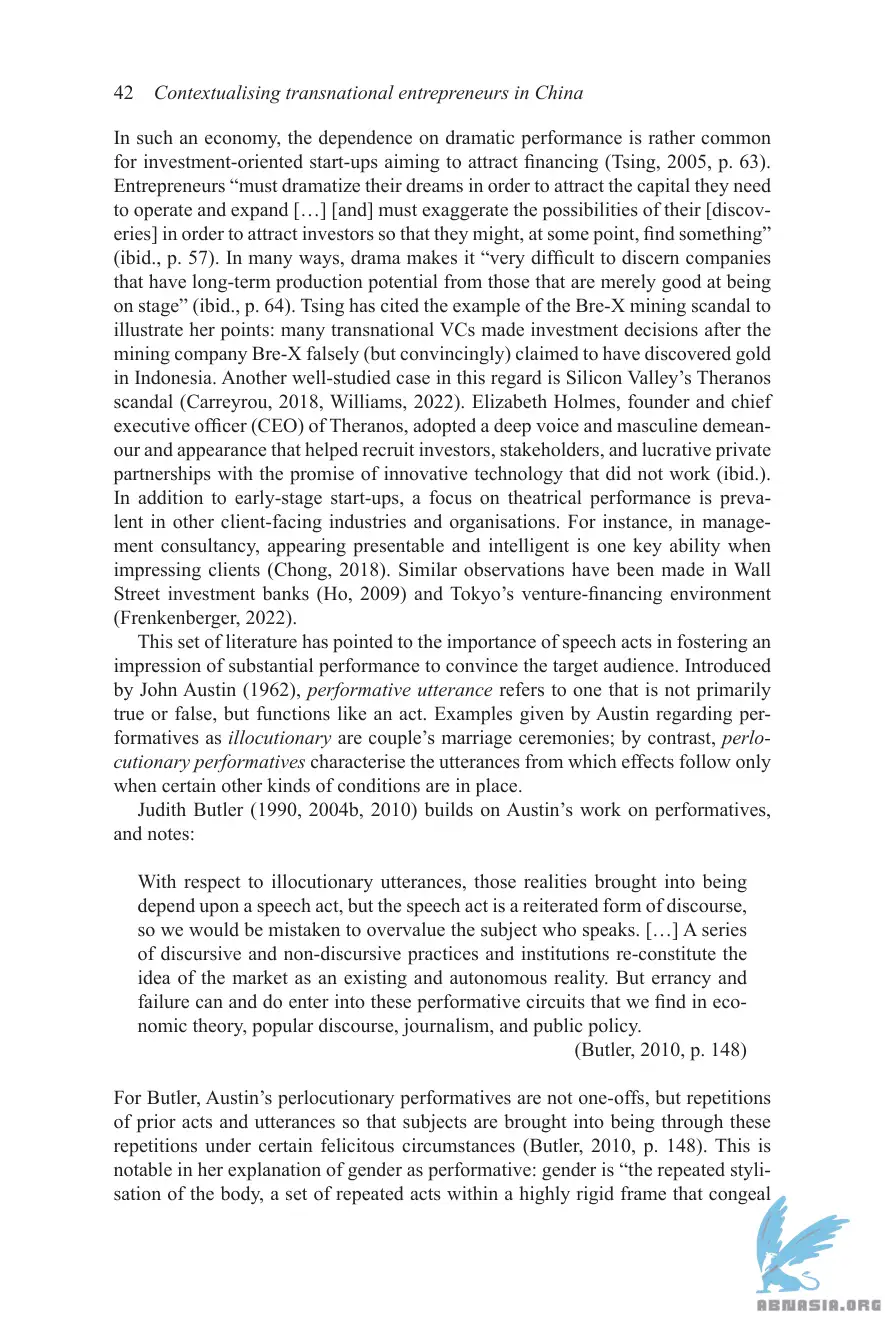 42 Contextualising transnational entrepreneurs in China
In such an economy, the dependence on dramatic performance is rather common
for investment-oriented start-ups aiming to attract financing (Tsing, 2005, p. 63).
Entrepreneurs “must dramatize their dreams in order to attract the capital they need
to operate and expand […] [and] must exaggerate the possibilities of their [discov-
eries] in order to attract investors so that they might, at some point, find something”
(ibid., p. 57). In many ways, drama makes it “very difficult to discern companies
that have long-term production potential from those that are merely good at being
on stage” (ibid., p. 64). Tsing has cited the example of the Bre-X mining scandal to
illustrate her points: many transnational VCs made investment decisions after the
mining company Bre-X falsely (but convincingly) claimed to have discovered gold
in Indonesia. Another well-studied case in this regard is Silicon Valley’s Theranos
scandal (Carreyrou, 2018, Williams, 2022). Elizabeth Holmes, founder and chief
executive officer (CEO) of Theranos, adopted a deep voice and masculine demean-
our and appearance that helped recruit investors, stakeholders, and lucrative private
partnerships with the promise of innovative technology that did not work (ibid.).
In addition to early-stage start-ups, a focus on theatrical performance is preva-
lent in other client-facing industries and organisations. For instance, in manage-
ment consultancy, appearing presentable and intelligent is one key ability when
impressing clients (Chong, 2018). Similar observations have been made in Wall
Street investment banks (Ho, 2009) and Tokyo’s venture-financing environment
(Frenkenberger, 2022).
This set of literature has pointed to the importance of speech acts in fostering an
impression of substantial performance to convince the target audience. Introduced
by John Austin (1962), performative utterance refers to one that is not primarily
true or false, but functions like an act. Examples given by Austin regarding per-
formatives as illocutionary are couple’s marriage ceremonies; by contrast, perlo-
cutionary performatives characterise the utterances from which effects follow only
when certain other kinds of conditions are in place.
Judith Butler (1990, 2004b, 2010) builds on Austin’s work on performatives,
and notes:
With respect to illocutionary utterances, those realities brought into being
depend upon a speech act, but the speech act is a reiterated form of discourse,
so we would be mistaken to overvalue the subject who speaks. […] A series
of discursive and non-discursive practices and institutions re-constitute the
idea of the market as an existing and autonomous reality. But errancy and
failure can and do enter into these performative circuits that we find in eco-
nomic theory, popular discourse, journalism, and public policy.
(Butler, 2010, p. 148)
For Butler, Austin’s perlocutionary performatives are not one-offs, but repetitions
of prior acts and utterances so that subjects are brought into being through these
repetitions under certain felicitous circumstances (Butler, 2010, p. 148). This is
notable in her explanation of gender as performative: gender is “the repeated styli-
sation of the body, a set of repeated acts within a highly rigid frame that congeal
ABNASIA.ORG